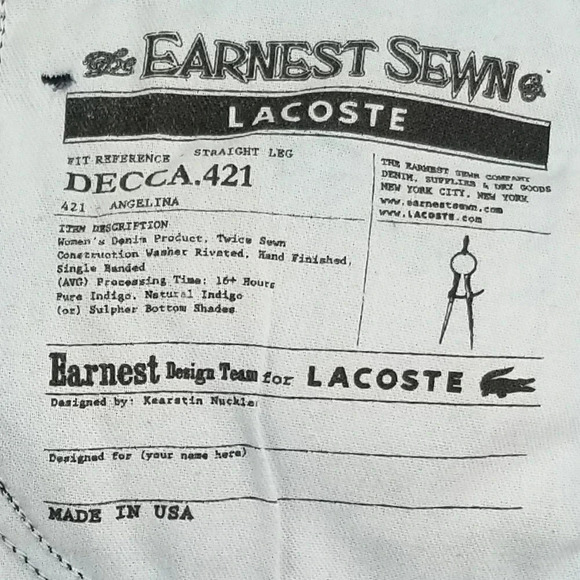 The EARNEST SEWN Co.
LACOSTE
FIT REFERENCE STRAIGHT LEG
DECCA.421
421 ANGELINA
THE EARNEST SEWN COMPANY
DENIM, SUPPLIES & DRY GOODS
NEW YORK CITY, NEW YORK
www.earnestsewn.com
www.LACOSTE.com
ITEM DESCRIPTION
Women's Denim Product, Twice Sewn
Construction Washer Riveted, Hand Finished,
Single Handed
(AVG) Processing Time: 16+ Hours
Pure Indigo, Natural Indigo
(or) Sulpher Bottom Shades
Earnest Design Team for LACOSTE
Designed by: Kearstin Nuckle
Designed for (your name here)
MADE IN USA